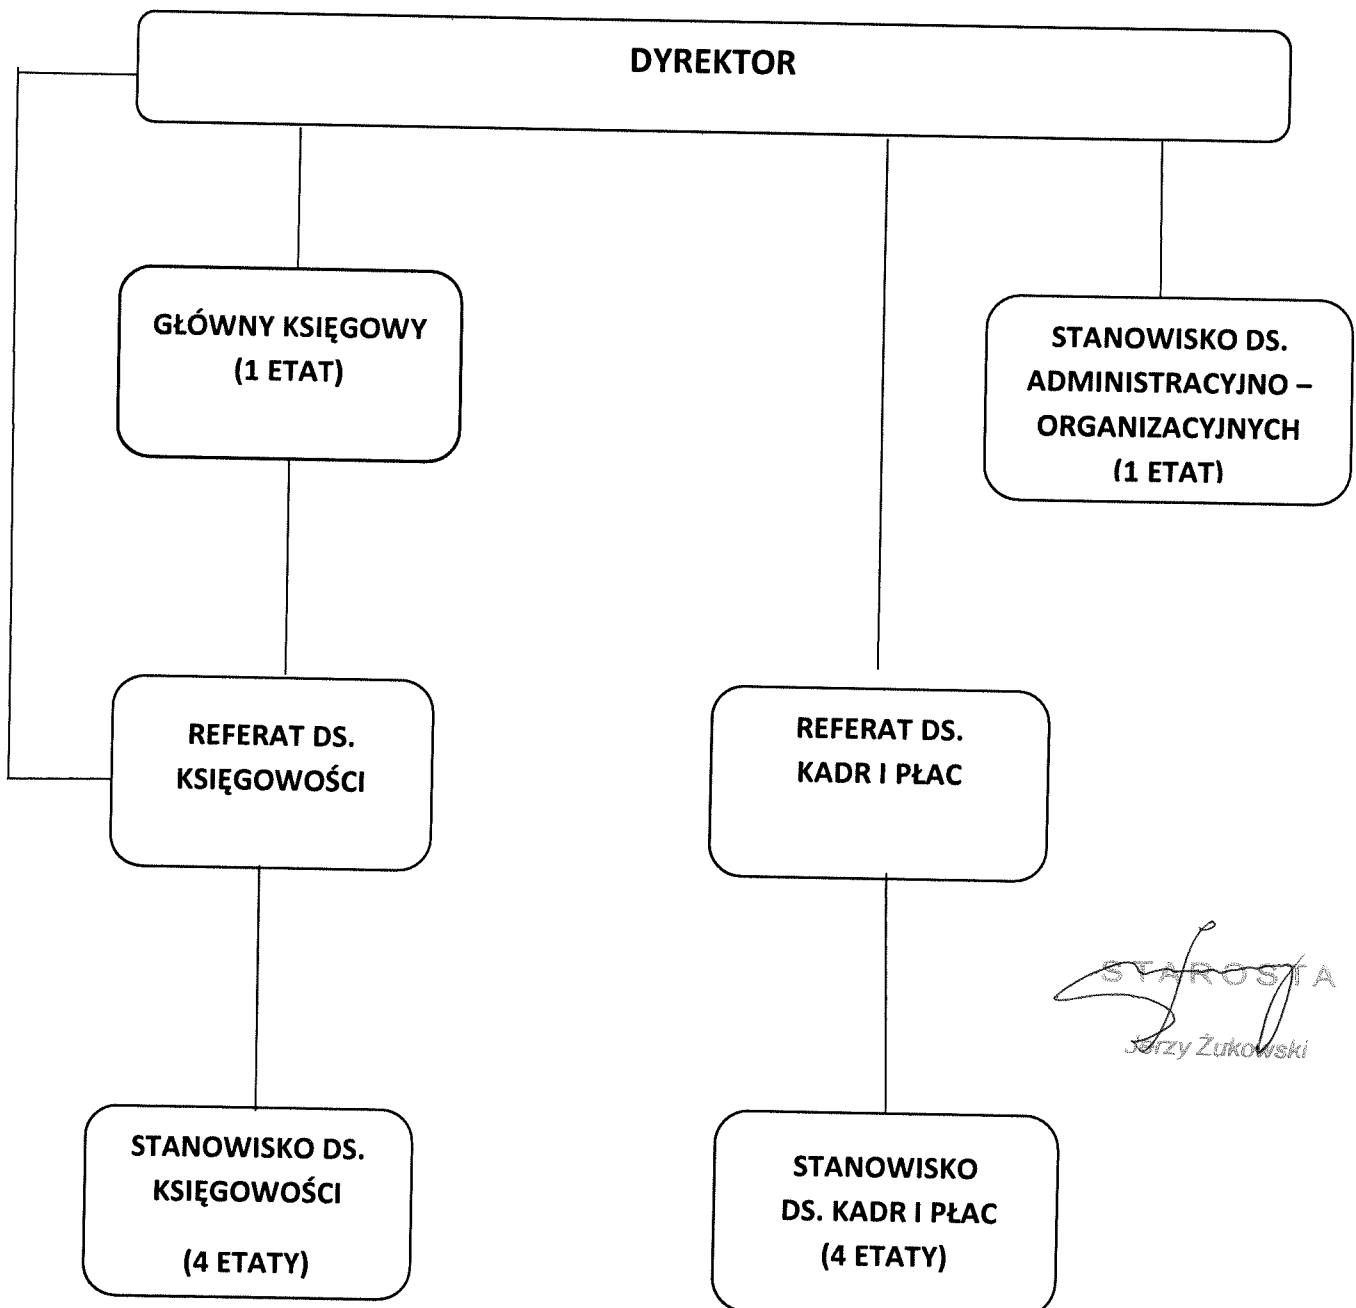 DYREKTOR
GŁÓWNY KSIĘGOWY
(1 ETAT)
STANOWISKO DS.
ADMINISTRACYJNO –
ORGANIZACYJNYCH
(1 ETAT)
REFERAT DS.
KSIĘGOWOŚCI
REFERAT DS.
KADR I PŁAC
STAROSTA
Jerzy Żukowski
STANOWISKO DS.
KSIĘGOWOŚCI
(4 ETATY)
STANOWISKO
DS. KADR I PŁAC
(4 ETATY)